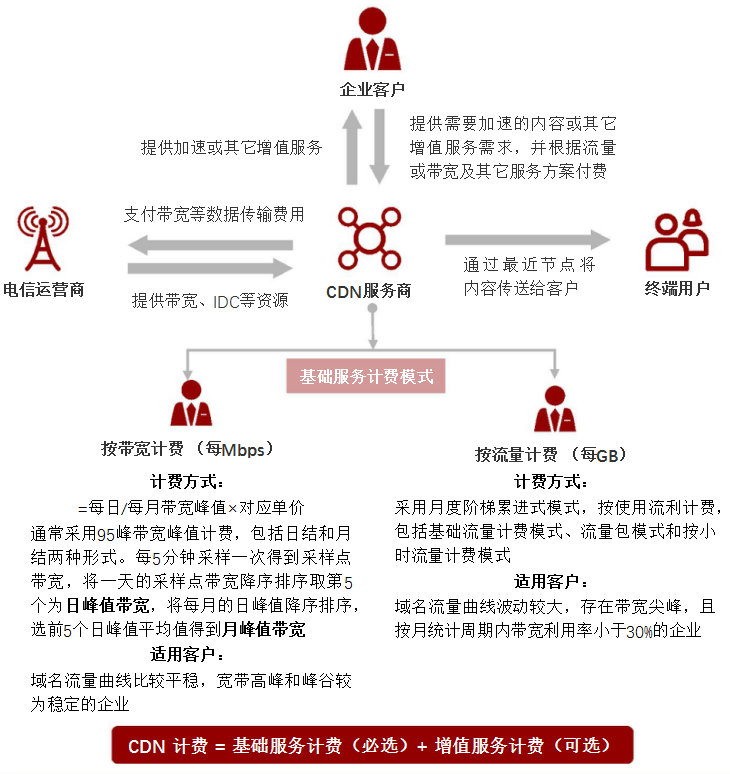 企业客户
提供加速或其它增值服务
提供需要加速的内容或其它
增值服务需求，并根据流量
或带宽及其它服务方案付费
支付带宽等数据传输费用
电信运营商
提供带宽、IDC等资源
CDN服务商
通过最近节点将
内容传送给客户
终端用户
基础服务计费模式
按带宽计费（每Mbps）
计费方式：
=每日/每月带宽峰值×对应单价
通常采用95峰带宽峰值计费，包括日结和月
结两种形式。每5分钟采样一次得到采样点
带宽，将一天的采样点带宽降序排序取第5
个为日峰值带宽，将每月的日峰值降序排序，
选前5个日峰值平均值得到月峰值带宽
适用客户：
域名流量曲线比较平稳，宽带高峰和峰谷较
为稳定的企业
按流量计费（每GB）
计费方式：
采用月度阶梯累进式模式，按使用流利计费，
包括基础流量计费模式、流量包模式和按小
时流量计费模式
适用客户：
域名流量曲线波动较大，存在带宽尖峰，且
按月统计周期内带宽利用率小于30%的企业
CDN 计费 = 基础服务计费（必选）+ 增值服务计费（可选）